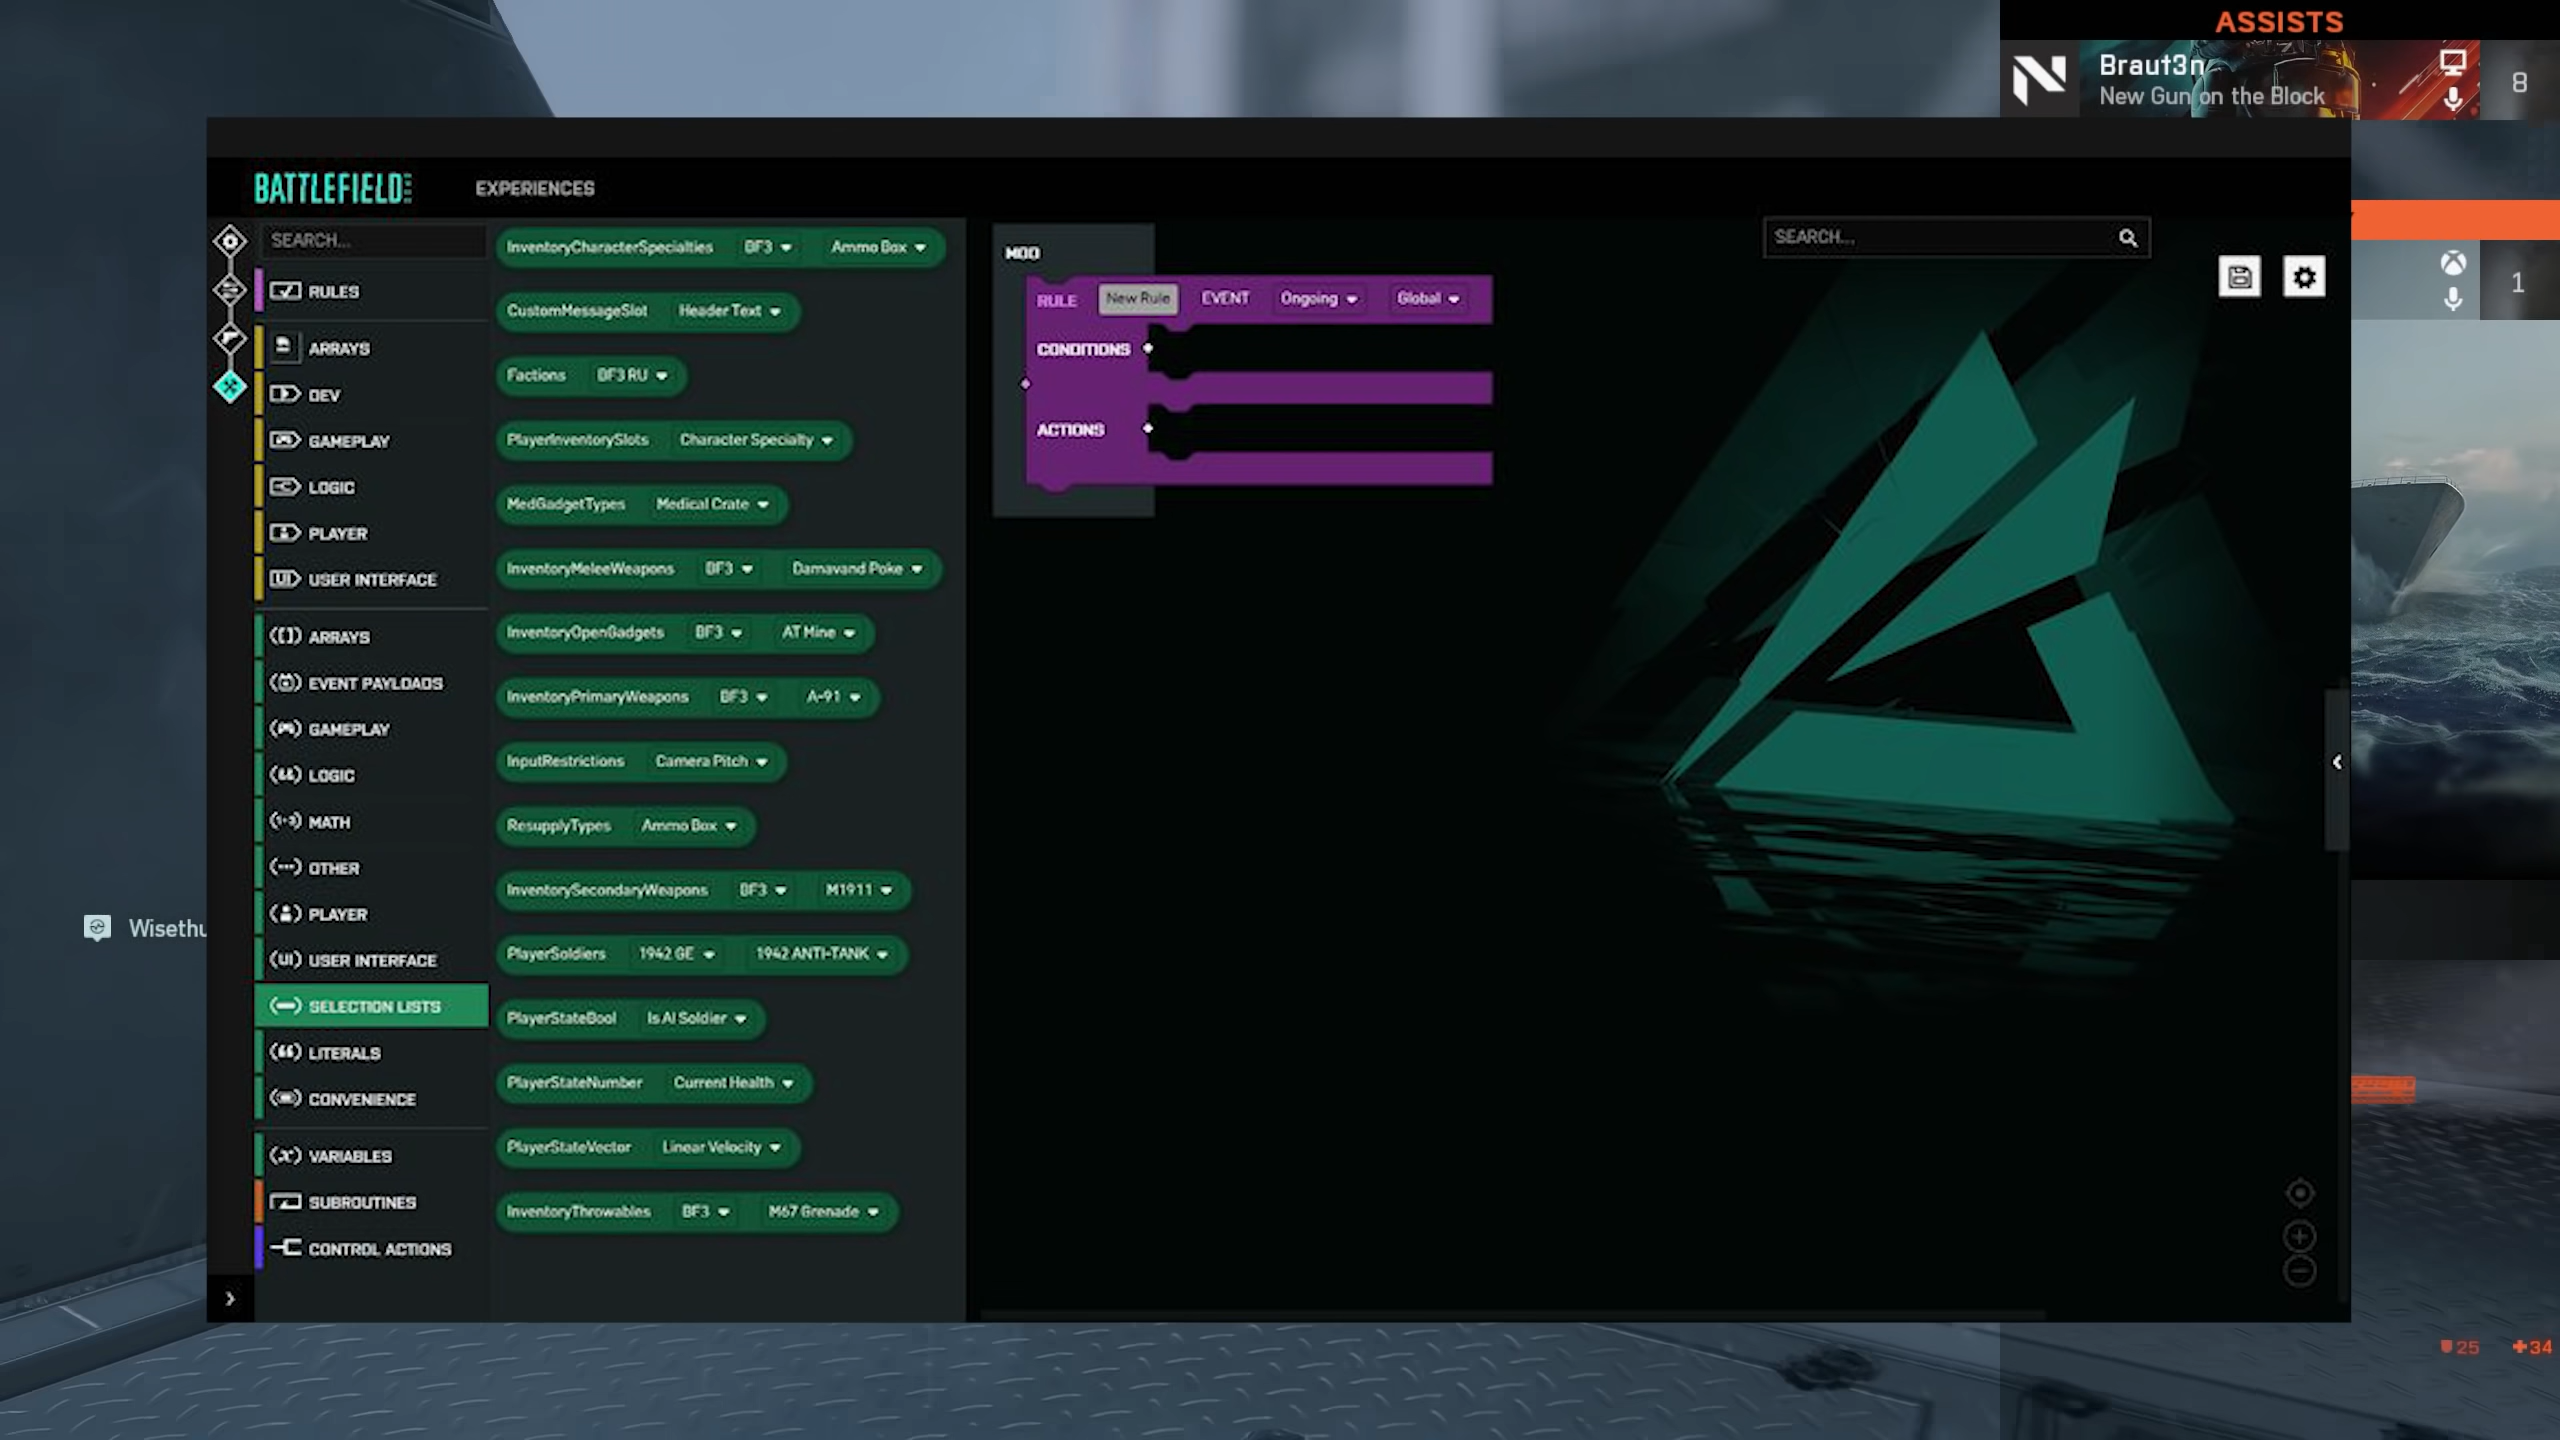 ASSISTS
Braut3n
New Gun on the Block
8
BATTLEFIELD
EXPERIENCES
SEARCH...
RULES
ARRAYS
DEV
GAMEPLAY
LOGIC
PLAYER
USER INTERFACE
ARRAYS
EVENT PAYLOADS
GAMEPLAY
LOGIC
MATH
OTHER
PLAYER
USER INTERFACE
SELECTION LISTS
LITERALS
CONVENIENCE
VARIABLES
SUBROUTINES
CONTROL ACTIONS
InventoryCharacterSpecialties BF3 Ammo Box
CustomMessageSlot Header Text
Factions BF3 RU
PlayerInventorySlots Character Specialty
MedGadgetTypes Medical Crate
InventoryMeleeWeapons BF3 Damavand Poke
InventoryOpenGadgets BF3 AT Mine
InventoryPrimaryWeapons BF3 A-91
InputRestrictions Camera Pitch
ResupplyTypes Ammo Box
InventorySecondaryWeapons BF3 M1911
PlayerSoldiers 1942 GE 1942 ANTI-TANK
PlayerStateBool Is AI Soldier
PlayerStateNumber Current Health
PlayerStateVector Linear Velocity
InventoryThrowables BF3 M67 Grenade
MOD
RULE New Rule EVENT Ongoing Global
CONDITIONS
ACTIONS
SEARCH...
1
Wisethu
25 +34